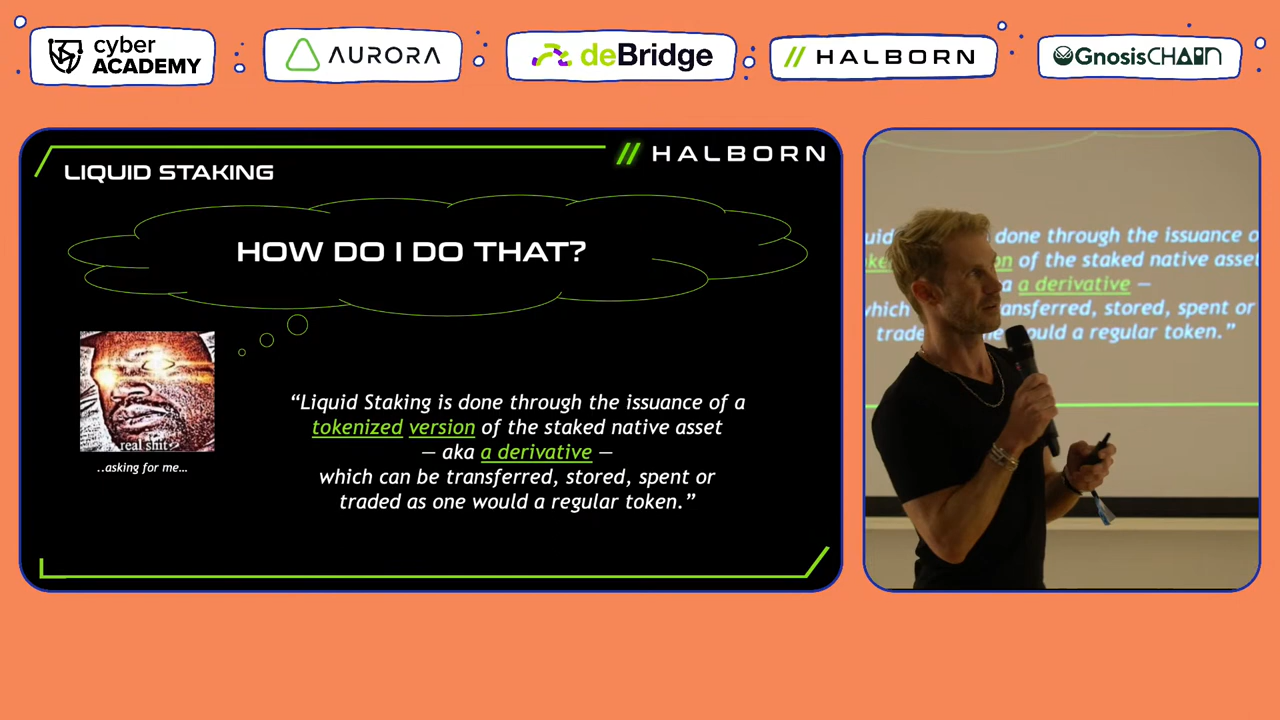 cyber
ACADEMY
AURORA
deBridge
// HALBORN
GnosisCHAIN
// HALBORN
LIQUID STAKING
HOW DO I DO THAT?
real shit>
..asking for me...
“Liquid Staking is done through the issuance of a
tokenized version of the staked native asset
— aka a derivative —
which can be transferred, stored, spent or
traded as one would a regular token.”
done through the issuance o
of the staked native asset
a a derivative —
transferred, stored, spent or
would a regular token.”